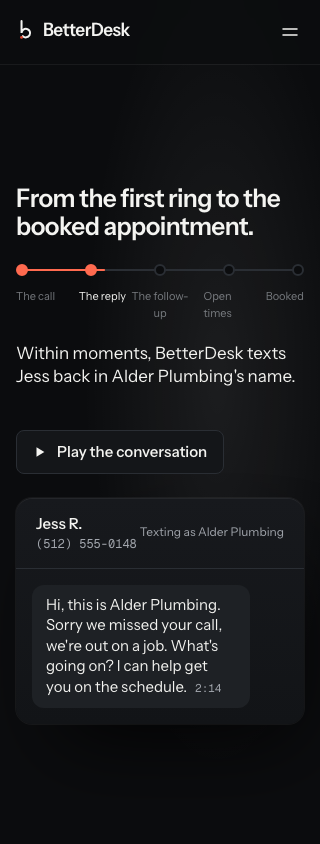 BetterDesk
From the first ring to the
booked appointment.
The call
The reply
The follow-
up
Open
times
Booked
Within moments, BetterDesk texts
Jess back in Alder Plumbing's name.
Play the conversation
Jess R.
(512) 555-0148
Texting as Alder Plumbing
Hi, this is Alder Plumbing.
Sorry we missed your call,
we're out on a job. What's
going on? I can help get
you on the schedule. 2:14